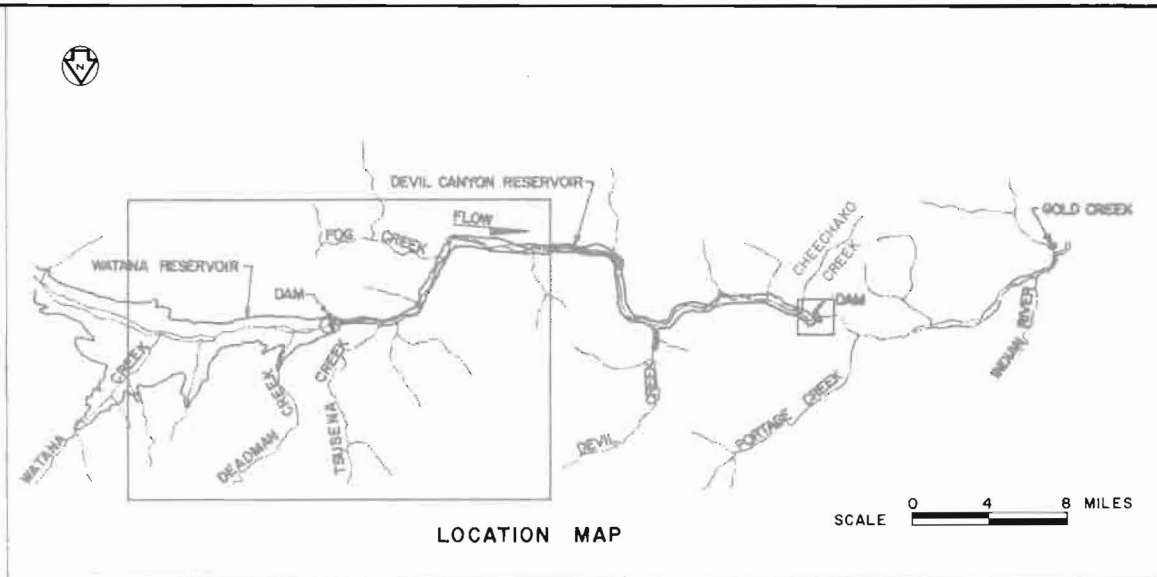 N
DEVIL CANYON RESERVOIR
FLOW
FOG CREEK
CHEECHAKO
CREEK
GOLD CREEK
WATANA RESERVOIR
DAM
DAM
WATANA CREEK
DEADMAN CREEK
TSUSENA CREEK
DEVIL CREEK
PORTAGE CREEK
INDIAN RIVER
LOCATION MAP
SCALE 0 4 8 MILES